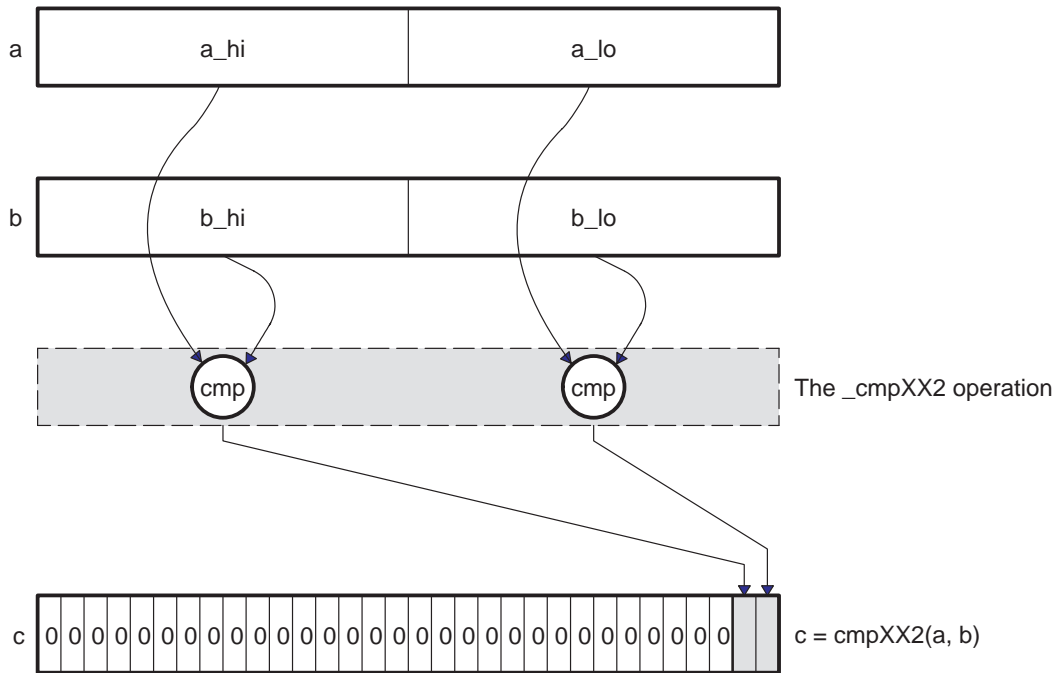 a a_hi a_lo
b b_hi b_lo
cmp cmp The _cmpXX2 operation
c 0 0 0 0 0 0 0 0 0 0 0 0 0 0 0 0 0 0 0 0 0 0 0 0 0 0 0 0 0 0 c = cmpXX2(a, b)